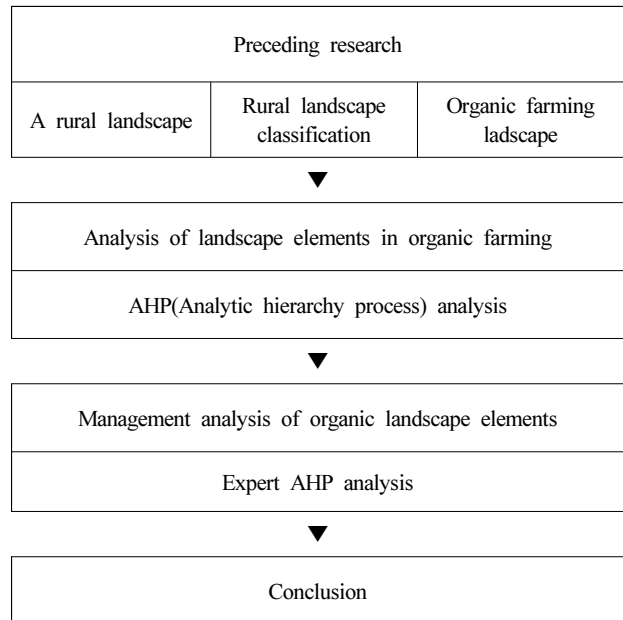 Preceding research
A rural landscape
Rural landscape
classification
Organic farming
ladscape
Analysis of landscape elements in organic farming
AHP(Analytic hierarchy process) analysis
Management analysis of organic landscape elements
Expert AHP analysis
Conclusion